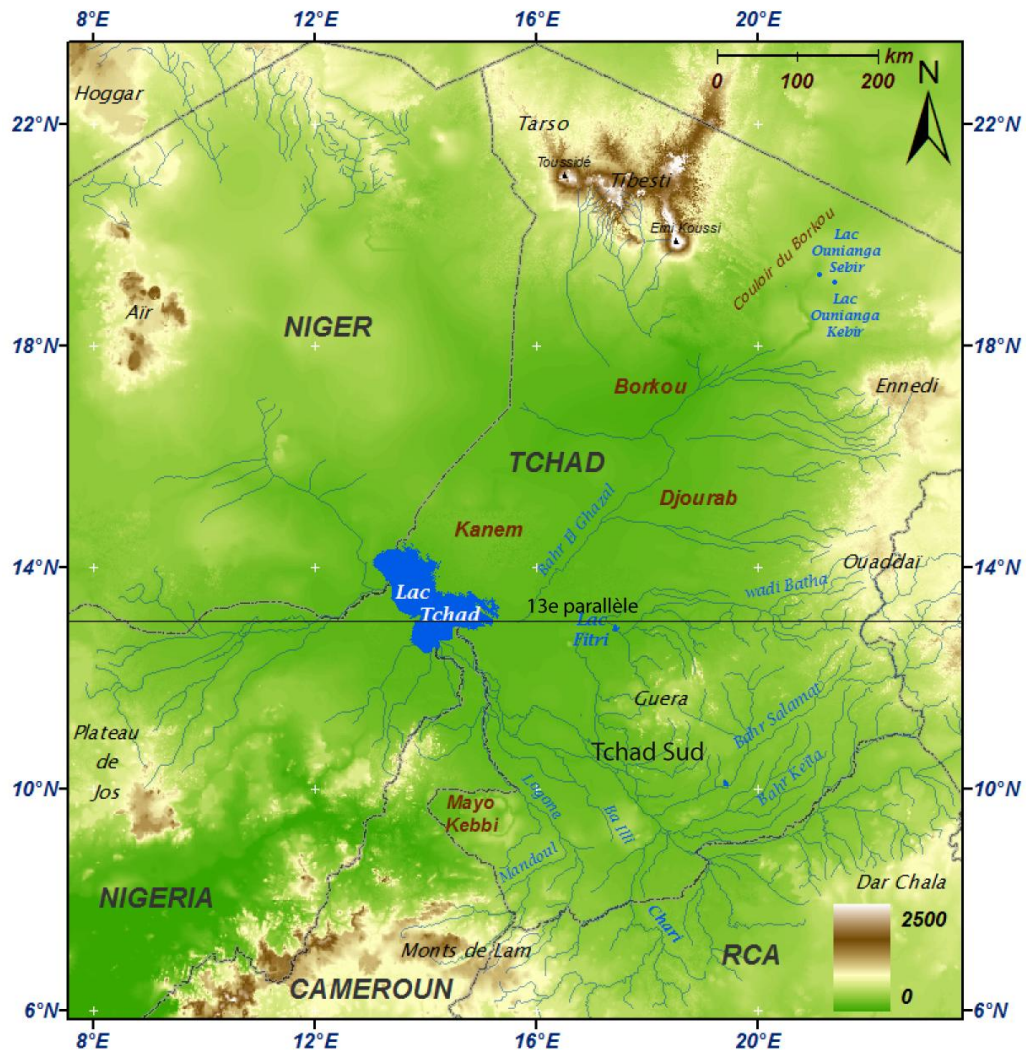 8°E
12°E
16°E
20°E
km
0
100
200
N
Hoggar
22°N
22°N
Tarso
Toussidé
Tibesti
Emi Koussi
Couloir du Borkou
Lac
Ounianga
Sebir
Lac
Ounianga
Kebir
Aïr
NIGER
18°N
18°N
Borkou
Ennedi
TCHAD
Djourab
Kanem
Bahr El Ghazal
14°N
14°N
Ouaddaï
wadi Batha
Lac
Tchad
13e parallèle
Lac
Fitri
Guera
Bahr Salamat
Plateau
de
Jos
Tchad Sud
Bahr Keita
10°N
10°N
Mayo
Kebbi
Logone
Ba Illi
Mandoul
NIGERIA
Dar Chala
Chari
2500
0
Monts de Lam
RCA
CAMEROUN
6°N
6°N
8°E
12°E
16°E
20°E